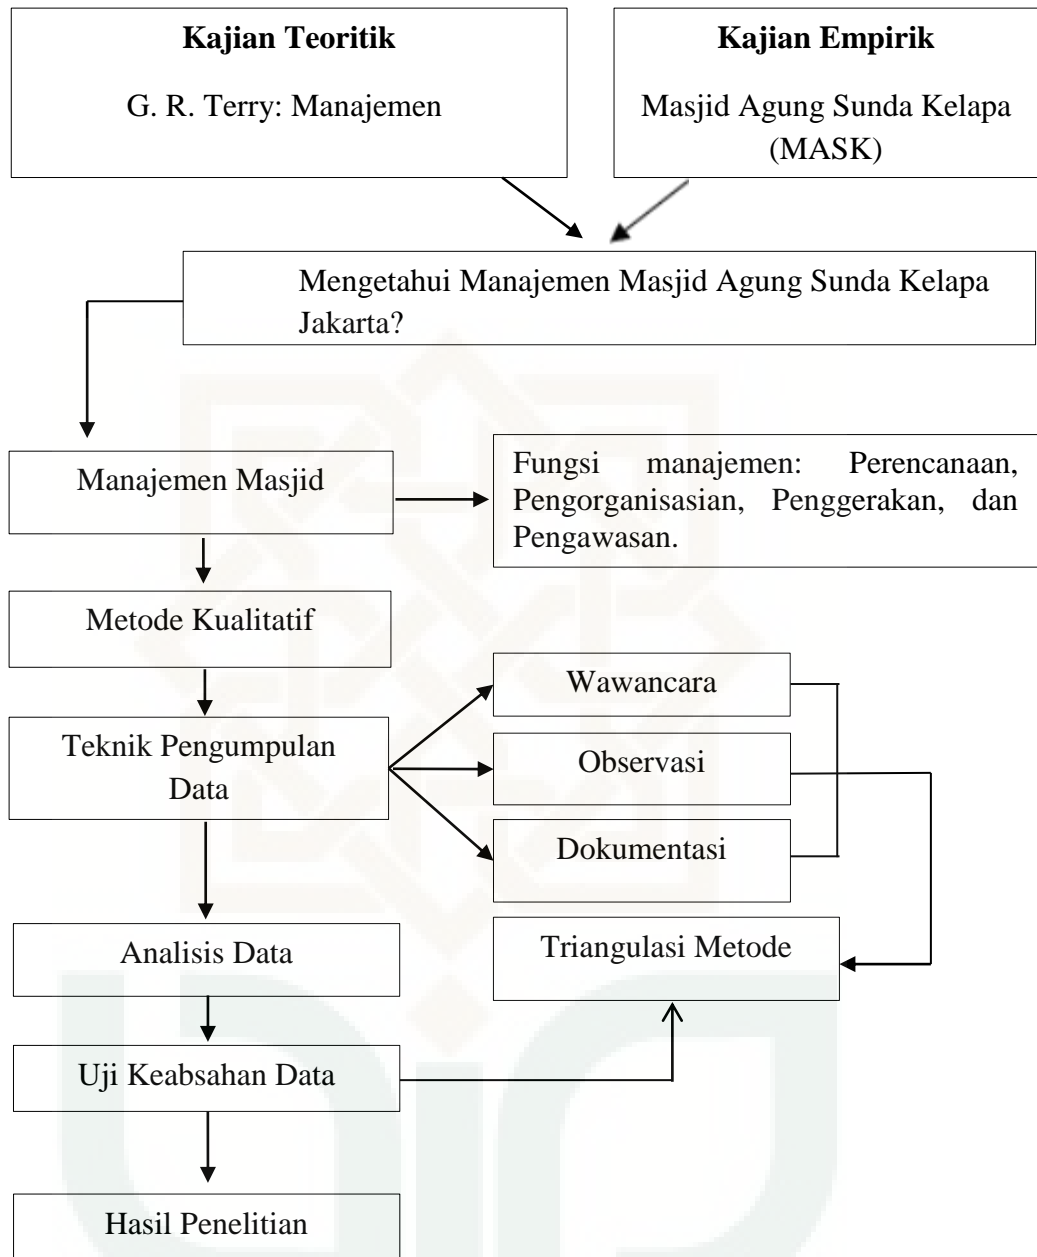 Kajian Teoritik
G. R. Terry: Manajemen
Kajian Empirik
Masjid Agung Sunda Kelapa
(MASK)
Mengetahui Manajemen Masjid Agung Sunda Kelapa
Jakarta?
Manajemen Masjid
Fungsi manajemen: Perencanaan,
Pengorganisasian, Penggerakan, dan
Pengawasan.
Metode Kualitatif
Wawancara
Teknik Pengumpulan
Data
Observasi
Dokumentasi
Analisis Data
Triangulasi Metode
Uji Keabsahan Data
Hasil Penelitian